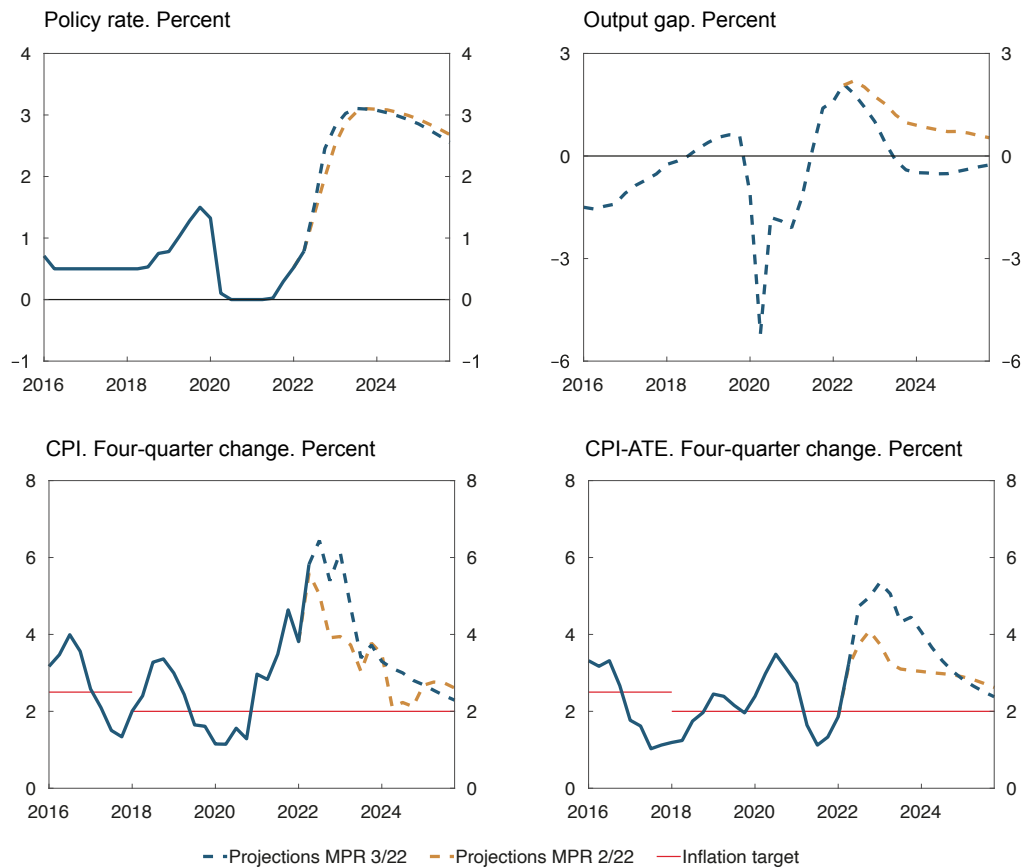 Policy rate. Percent
4 4
3 3
2 2
1 1
0 0
−1 −1
2016 2018 2020 2022 2024
Output gap. Percent
3 3
0 0
−3 −3
−6 −6
2016 2018 2020 2022 2024
CPI. Four-quarter change. Percent
8 8
6 6
4 4
2 2
0 0
2016 2018 2020 2022 2024
CPI-ATE. Four-quarter change. Percent
8 8
6 6
4 4
2 2
0 0
2016 2018 2020 2022 2024
Projections MPR 3/22 Projections MPR 2/22 Inflation target